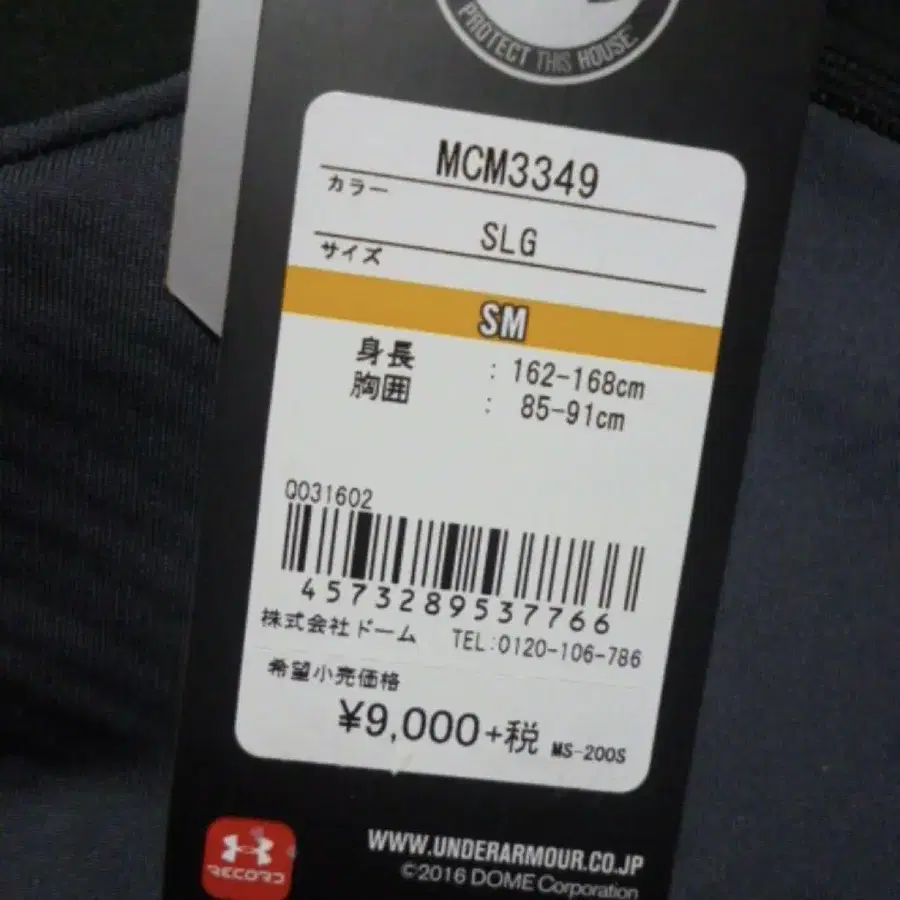 PROTECT THIS HOUSE.
MCM3349
カラー
SLG
サイズ
SM
身長 : 162-168cm
胸囲 : 85-91cm
Q031602
4573289537766
株式会社ドーム TEL:0120-106-786
希望小売価格
¥9,000+税 MS-200S
RECORD
WWW.UNDERARMOUR.CO.JP
©2016 DOME Corporation